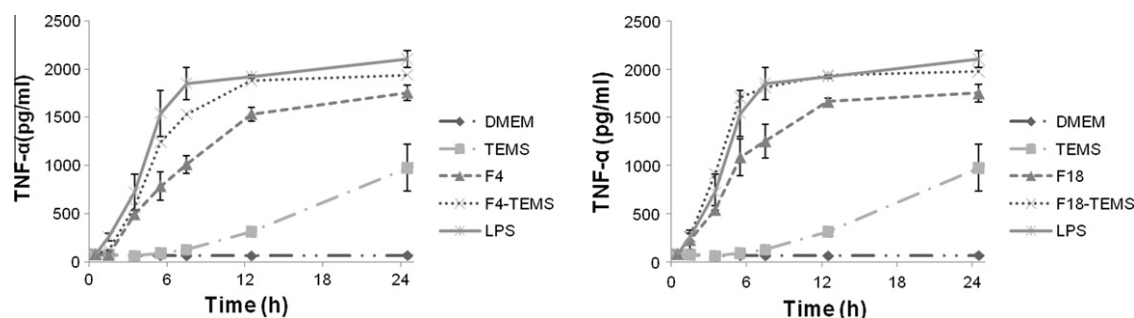 2500
2000
1500
1000
500
0
TNF-α(pg/ml)
0 6 12 18 24
Time (h)
DMEM
TEMS
F4
F4-TEMS
LPS
2500
2000
1500
1000
500
0
TNF-α (pg/ml)
0 6 12 18 24
Time (h)
DMEM
TEMS
F18
F18-TEMS
LPS